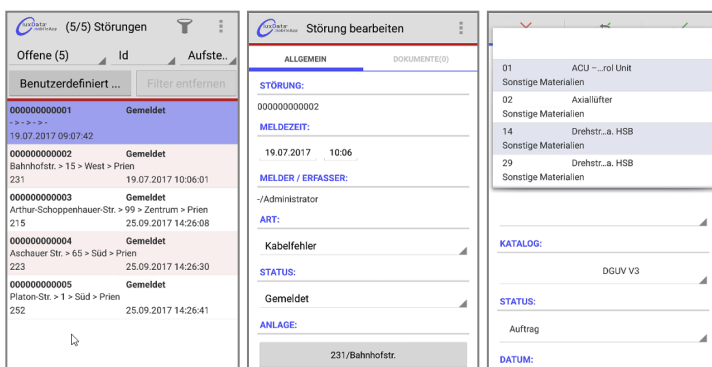 luxData
mobileApp
(5/5) Störungen
Offene (5)
Id
Aufste..
Benutzerdefiniert ...
Filter entfernen
000000000001 Gemeldet
- > - > - > -
19.07.2017 09:07:42
000000000002 Gemeldet
Bahnhofstr. > 15 > West > Prien
231 19.07.2017 10:06:01
000000000003 Gemeldet
Arthur-Schoppenhauer-Str. > 99 > Zentrum > Prien
215 25.09.2017 14:26:08
000000000004 Gemeldet
Aschauer Str. > 65 > Süd > Prien
223 25.09.2017 14:26:30
000000000005 Gemeldet
Platon-Str. > 1 > Süd > Prien
252 25.09.2017 14:26:41
luxData
mobileApp
Störung bearbeiten
ALLGEMEIN
DOKUMENTE(0)
STÖRUNG:
000000000002
MELDEZEIT:
19.07.2017 10:06
MELDER / ERFASSER:
-/Administrator
ART:
Kabelfehler
STATUS:
Gemeldet
ANLAGE:
231/Bahnhofstr.
01 ACU –...rol Unit
Sonstige Materialien
02 Axiallüfter
Sonstige Materialien
14 Drehstr...a. HSB
Sonstige Materialien
29 Drehstr...a. HSB
Sonstige Materialien
KATALOG:
DGUV V3
STATUS:
Auftrag
DATUM: